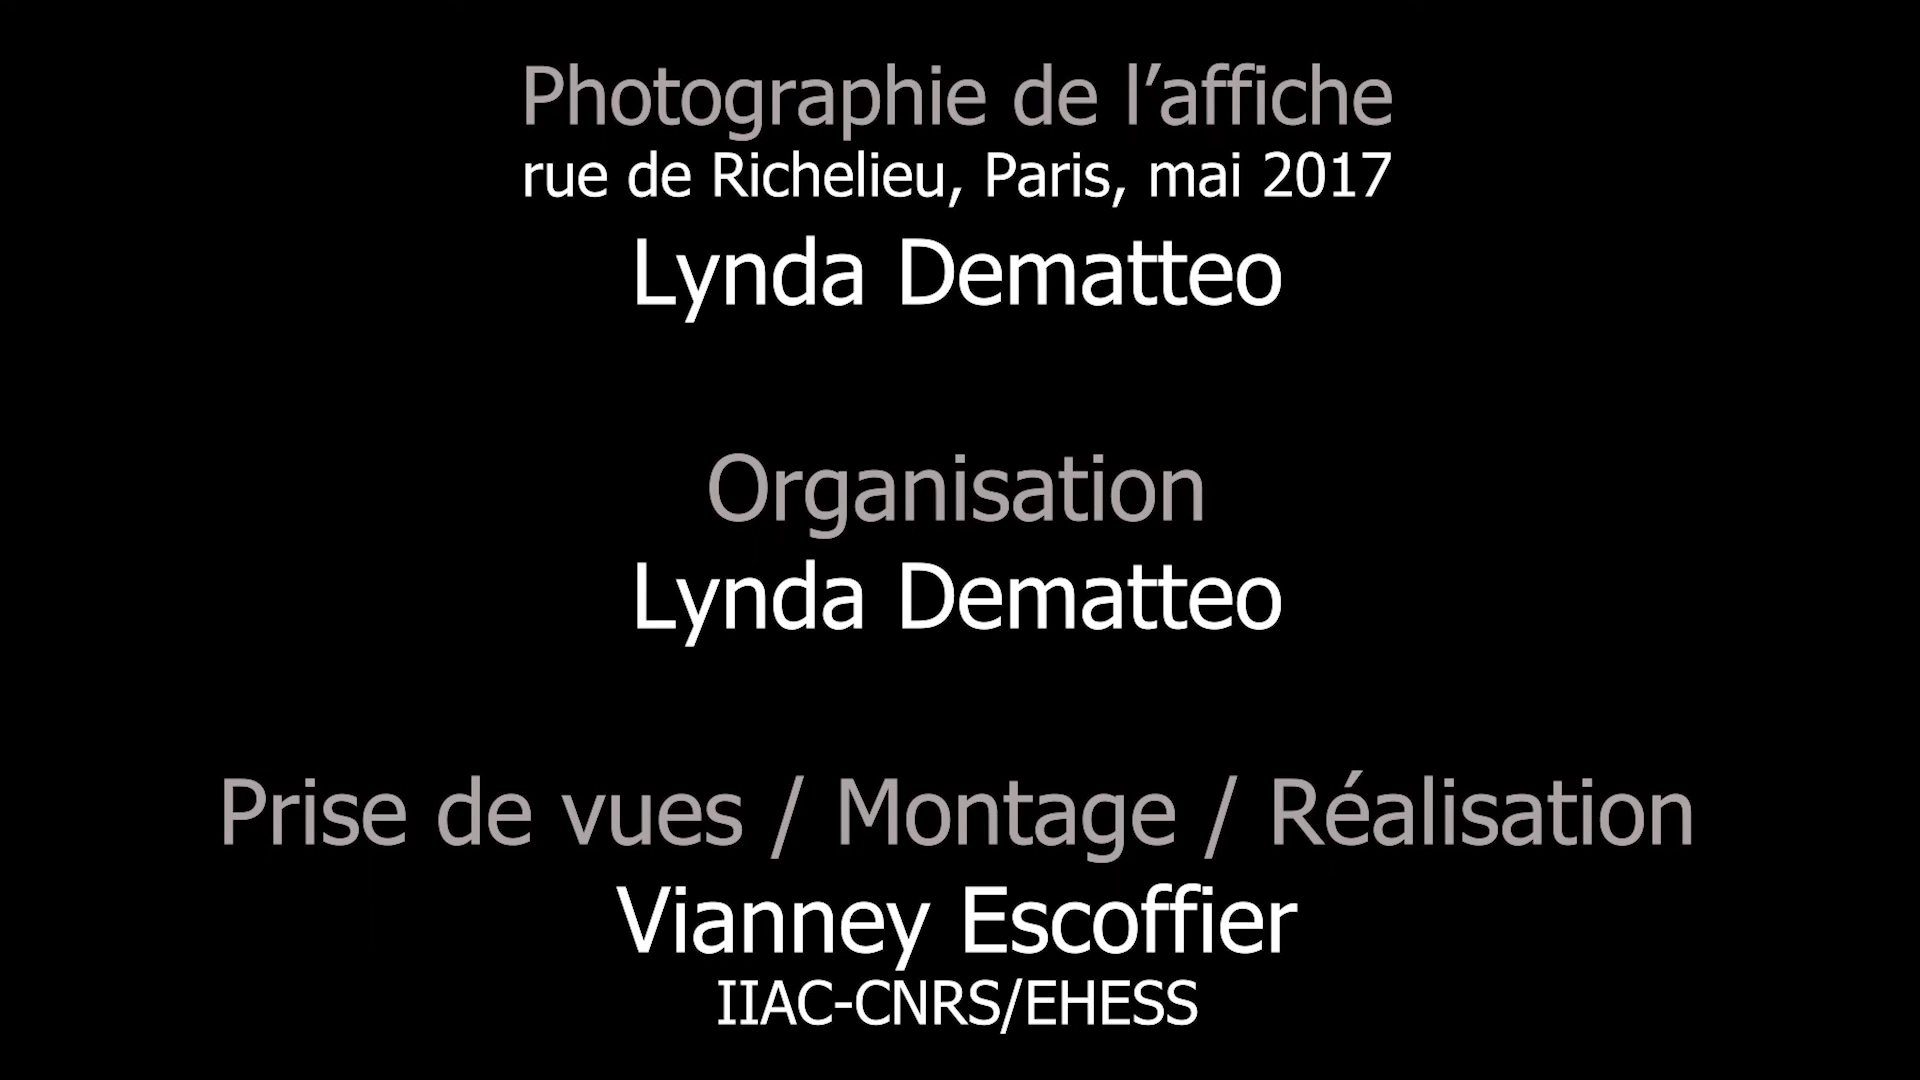 Photographie de l’affiche
rue de Richelieu, Paris, mai 2017
Lynda Dematteo
Organisation
Lynda Dematteo
Prise de vues / Montage / Réalisation
Vianney Escoffier
IIAC-CNRS/EHESS